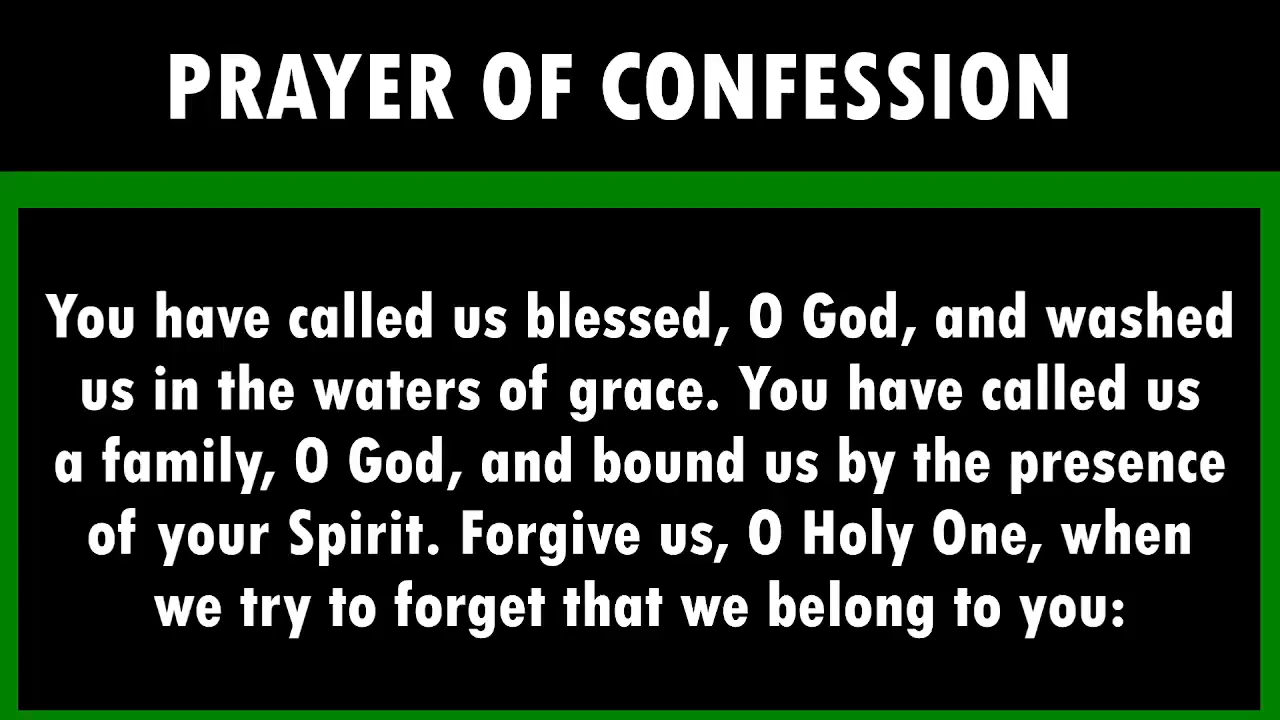 PRAYER OF CONFESSION
You have called us blessed, O God, and washed
us in the waters of grace. You have called us
a family, O God, and bound us by the presence
of your Spirit. Forgive us, O Holy One, when
we try to forget that we belong to you: